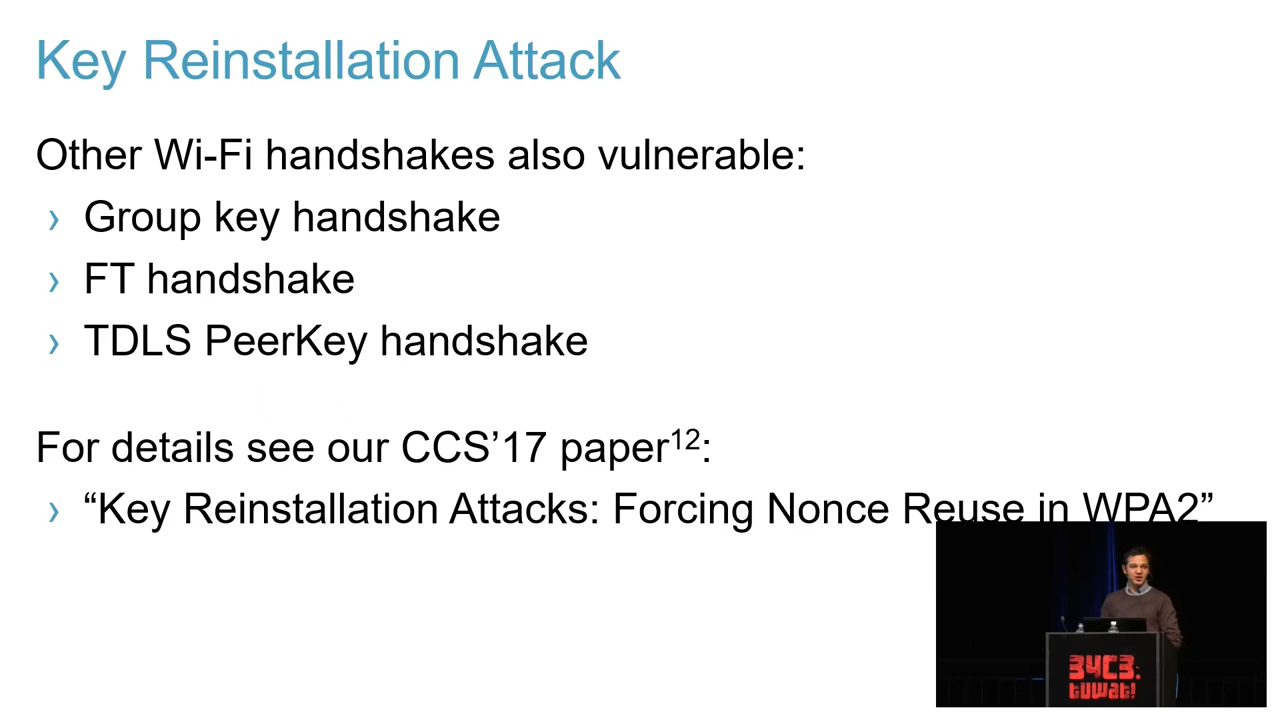 Key Reinstallation Attack
Other Wi-Fi handshakes also vulnerable:
› Group key handshake
› FT handshake
› TDLS PeerKey handshake
For details see our CCS’17 paper¹²:
› “Key Reinstallation Attacks: Forcing Nonce Reuse in WPA2”
34C3:
tuwat!